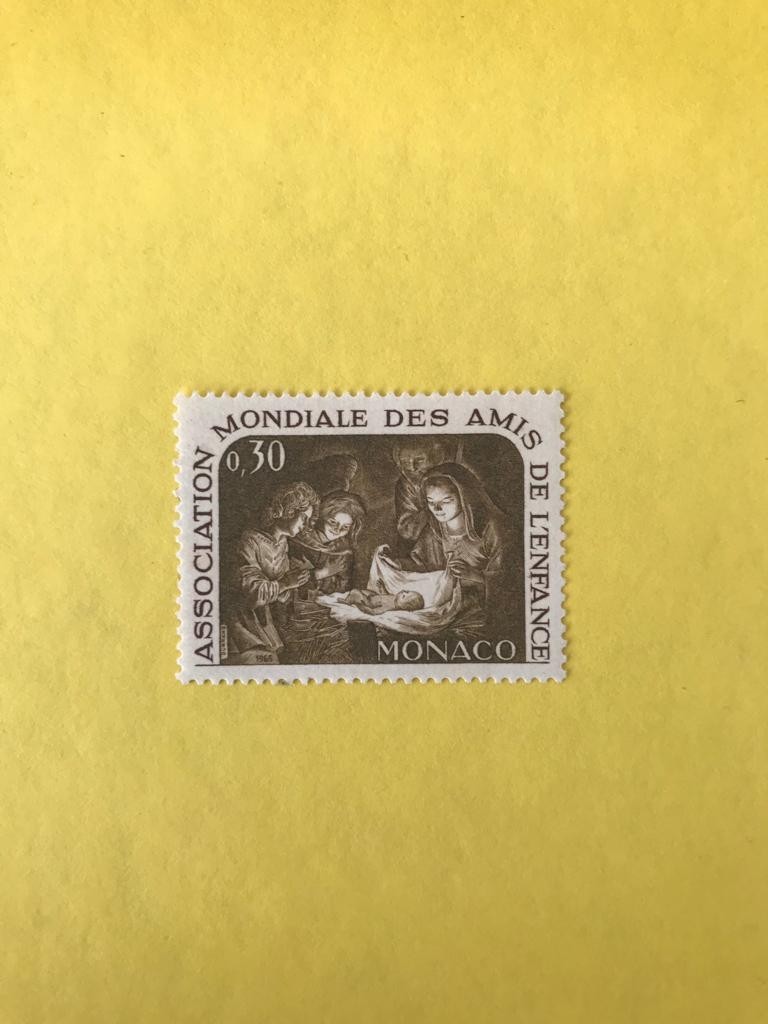 ASSOCIATION MONDIALE DES AMIS DE L'ENFANCE
0,30
1966
MONACO